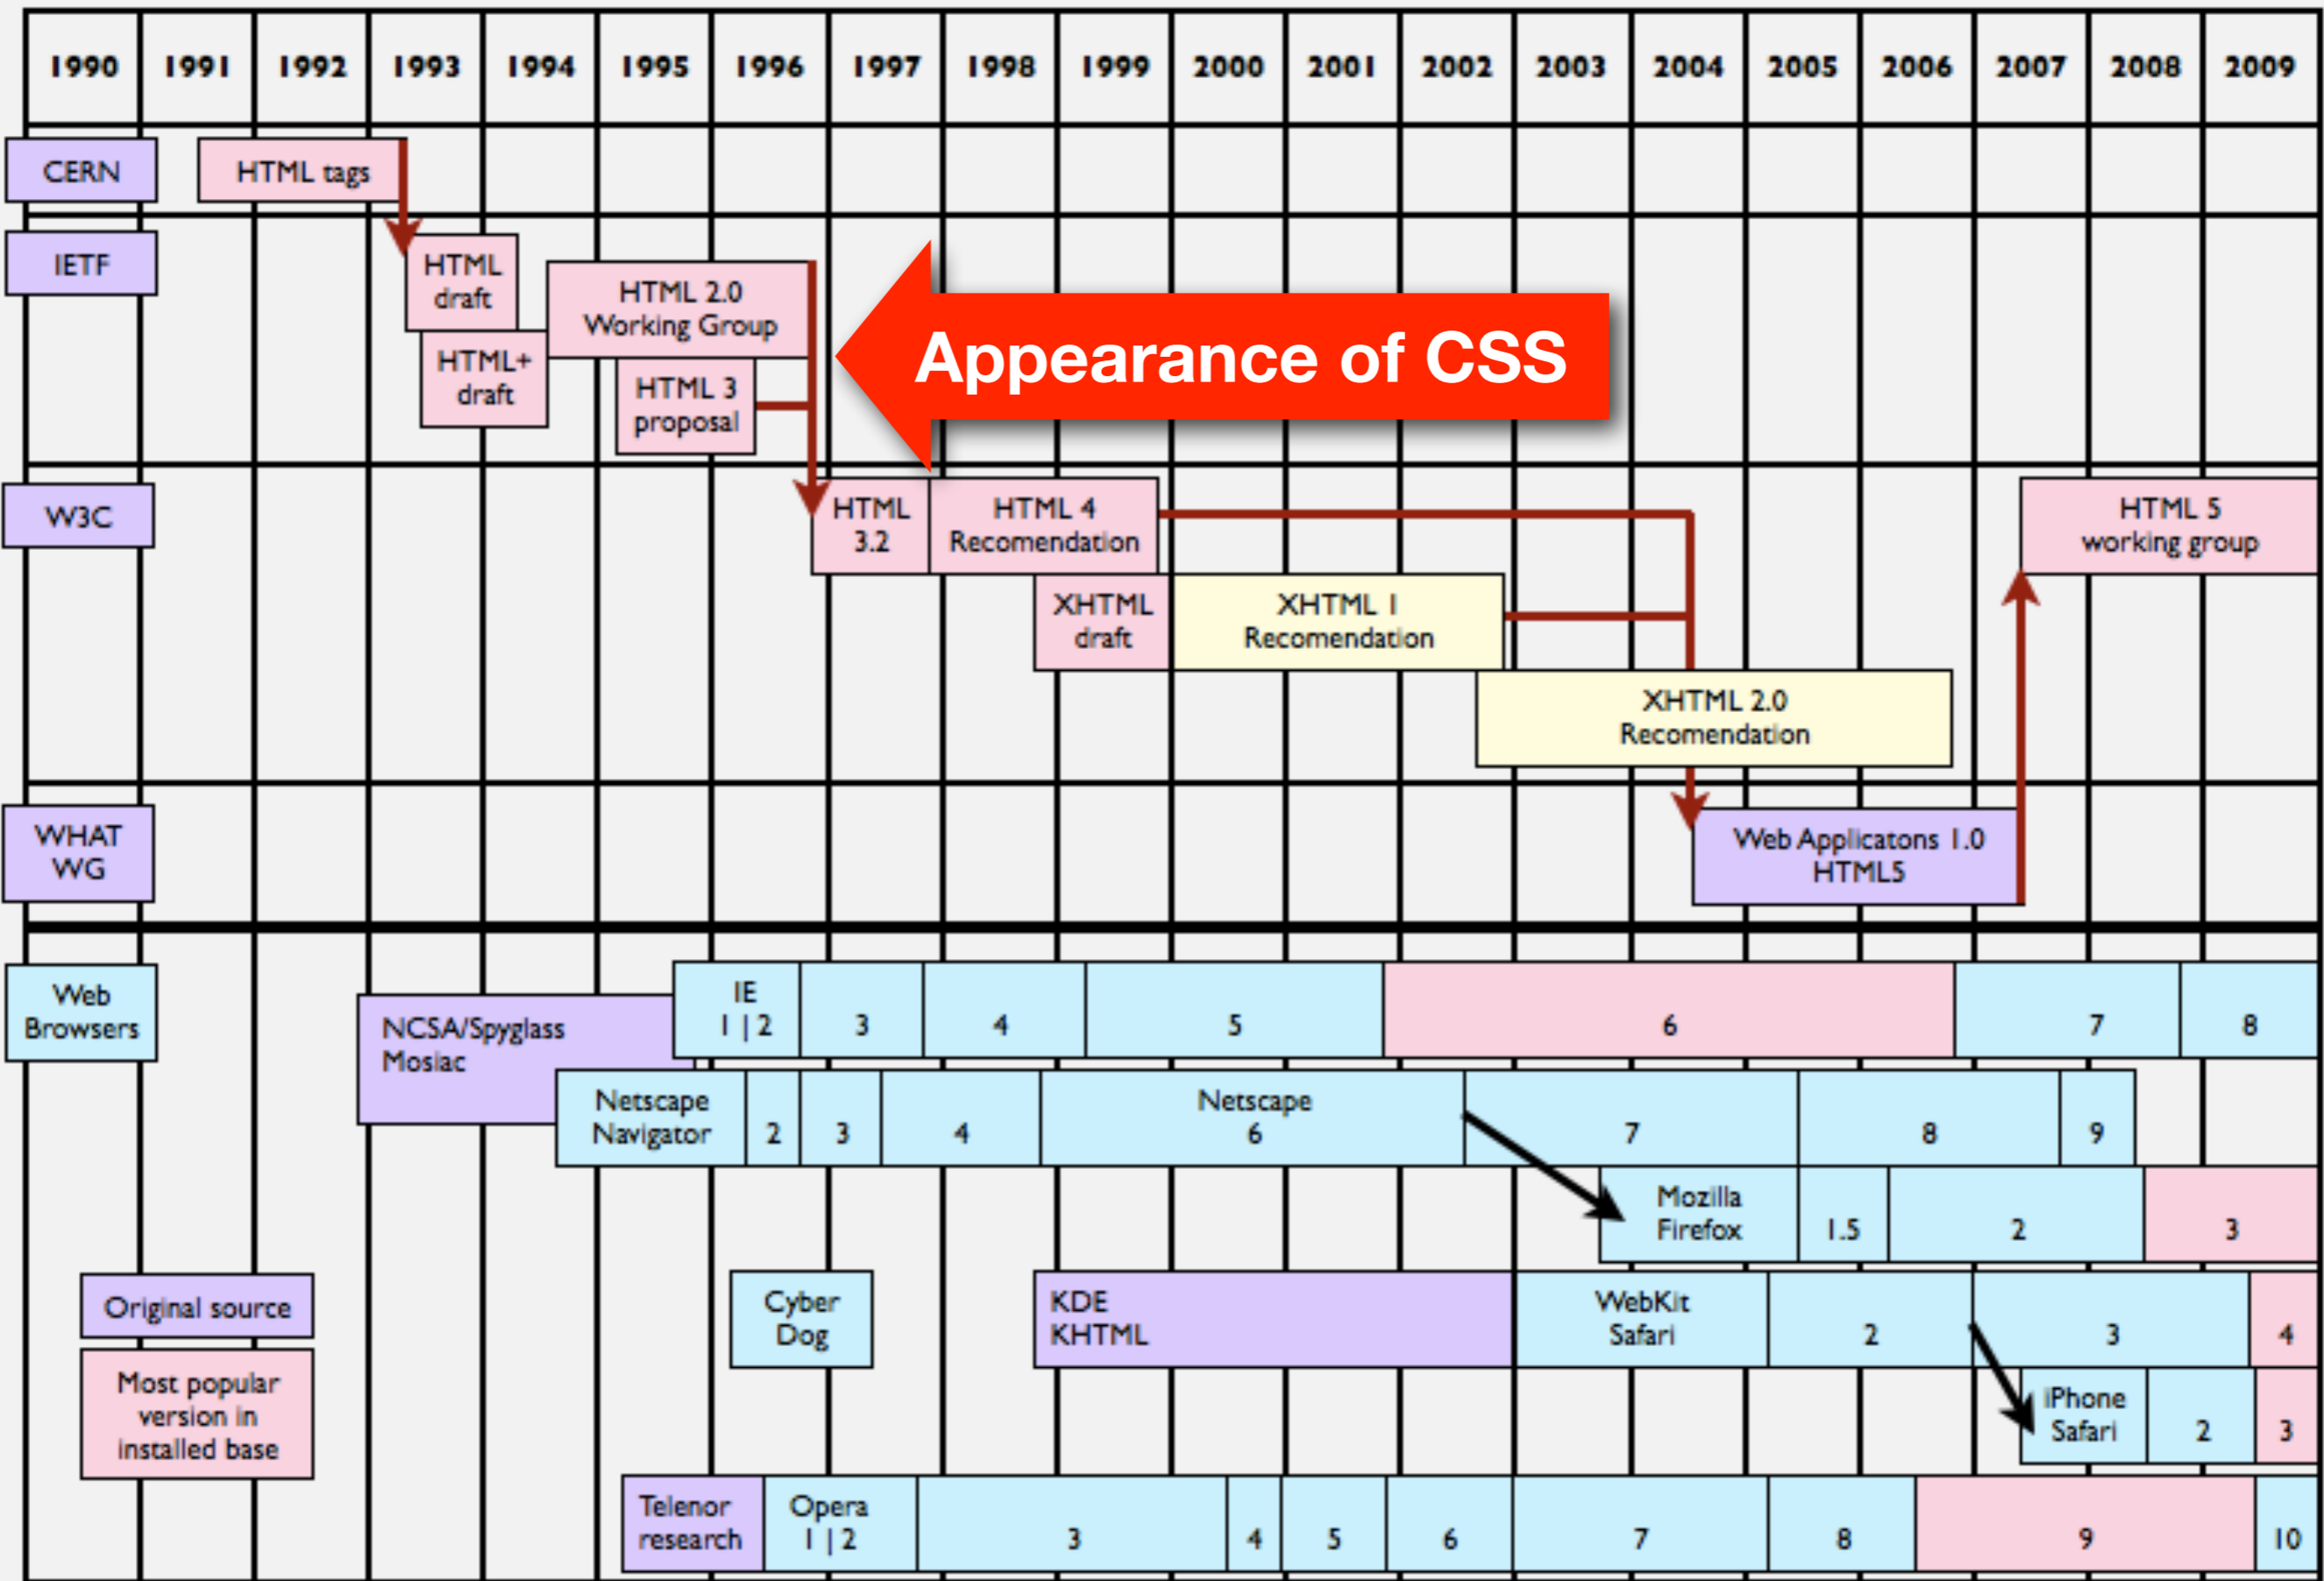 1990 1991 1992 1993 1994 1995 1996 1997 1998 1999 2000 2001 2002 2003 2004 2005 2006 2007 2008 2009
CERN
HTML tags
IETF
HTML
draft
HTML+
draft
HTML 2.0
Working Group
HTML 3
proposal
Appearance of CSS
W3C
HTML
3.2
HTML 4
Recomendation
HTML 5
working group
XHTML
draft
XHTML 1
Recomendation
XHTML 2.0
Recomendation
WHAT
WG
Web Applicatons 1.0
HTML5
Web
Browsers
NCSA/Spyglass
Mosiac
IE
1 | 2 3 4 5 6 7 8
Netscape
Navigator
2 3 4
Netscape
6
7 8 9
Mozilla
Firefox
1.5 2 3
Original source
Most popular
version in
installed base
Cyber
Dog
KDE
KHTML
WebKit
Safari
2 3 4
iPhone
Safari
2 3
Telenor
research
Opera
1 | 2 3 4 5 6 7 8 9 10